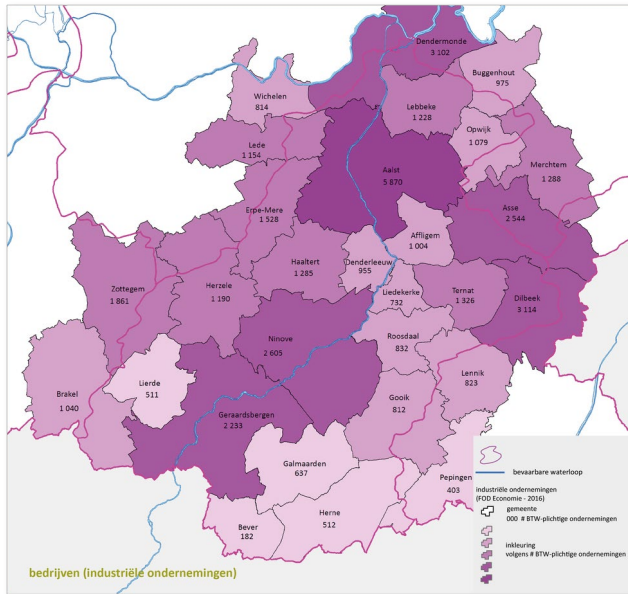 Dendermonde
3 102
Buggenhout
975
Wichelen
814
Lebbeke
1 228
Opwijk
1 079
Lede
1 154
Merchtem
1 288
Aalst
5 870
Asse
2 544
Erpe-Mere
1 528
Affligem
1 004
Haaltert
1 285
Denderleeuw
955
Zottegem
1 861
Herzele
1 190
Liedekerke
732
Ternat
1 326
Dilbeek
3 114
Ninove
2 605
Roosdaal
832
Lennik
823
Lierde
511
Brakel
1 040
Gooik
812
Geraardsbergen
2 233
Galmaarden
637
Pepingen
403
Herne
512
Bever
182
bevaarbare waterloop
industriële ondernemingen
(FOD Economie - 2016)
gemeente
000 # BTW-plichtige ondernemingen
inkleuring
volgens # BTW-plichtige ondernemingen
bedrijven (industriële ondernemingen)